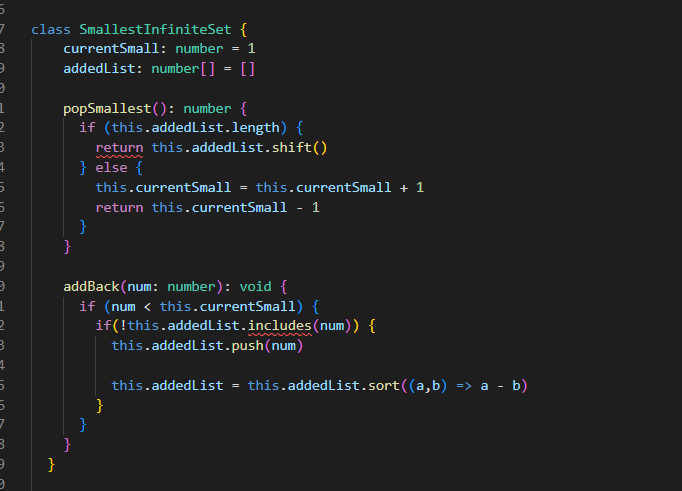 6
7 class SmallestInfiniteSet {
8 currentSmall: number = 1
9 addedList: number[] = []
0
1 popSmallest(): number {
2 if (this.addedList.length) {
3 return this.addedList.shift()
4 } else {
5 this.currentSmall = this.currentSmall + 1
6 return this.currentSmall - 1
7 }
8 }
9
0 addBack(num: number): void {
1 if (num < this.currentSmall) {
2 if(!this.addedList.includes(num)) {
3 this.addedList.push(num)
4
5 this.addedList = this.addedList.sort((a,b) => a - b)
6 }
7 }
8 }
9 }
0